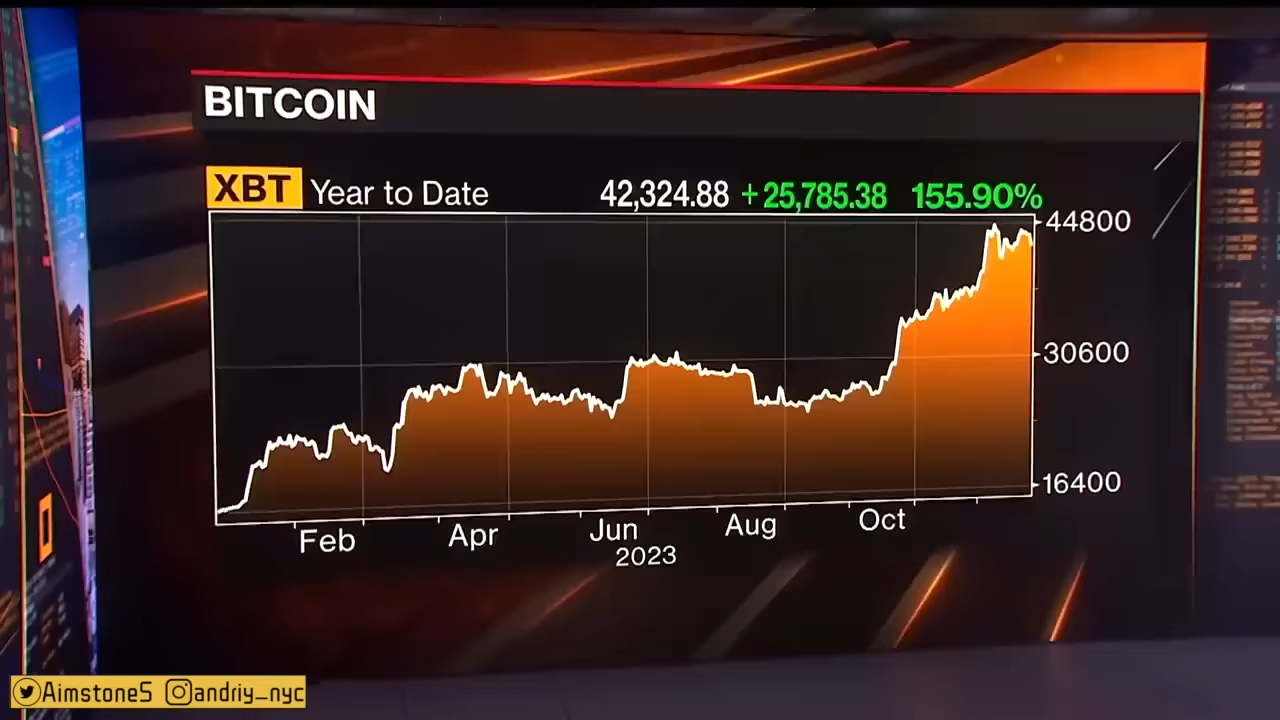 BITCOIN
XBT Year to Date 42,324.88 +25,785.38 155.90%
44800
30600
16400
Feb Apr Jun Aug Oct
2023
Aimstone5 andriy_nyc